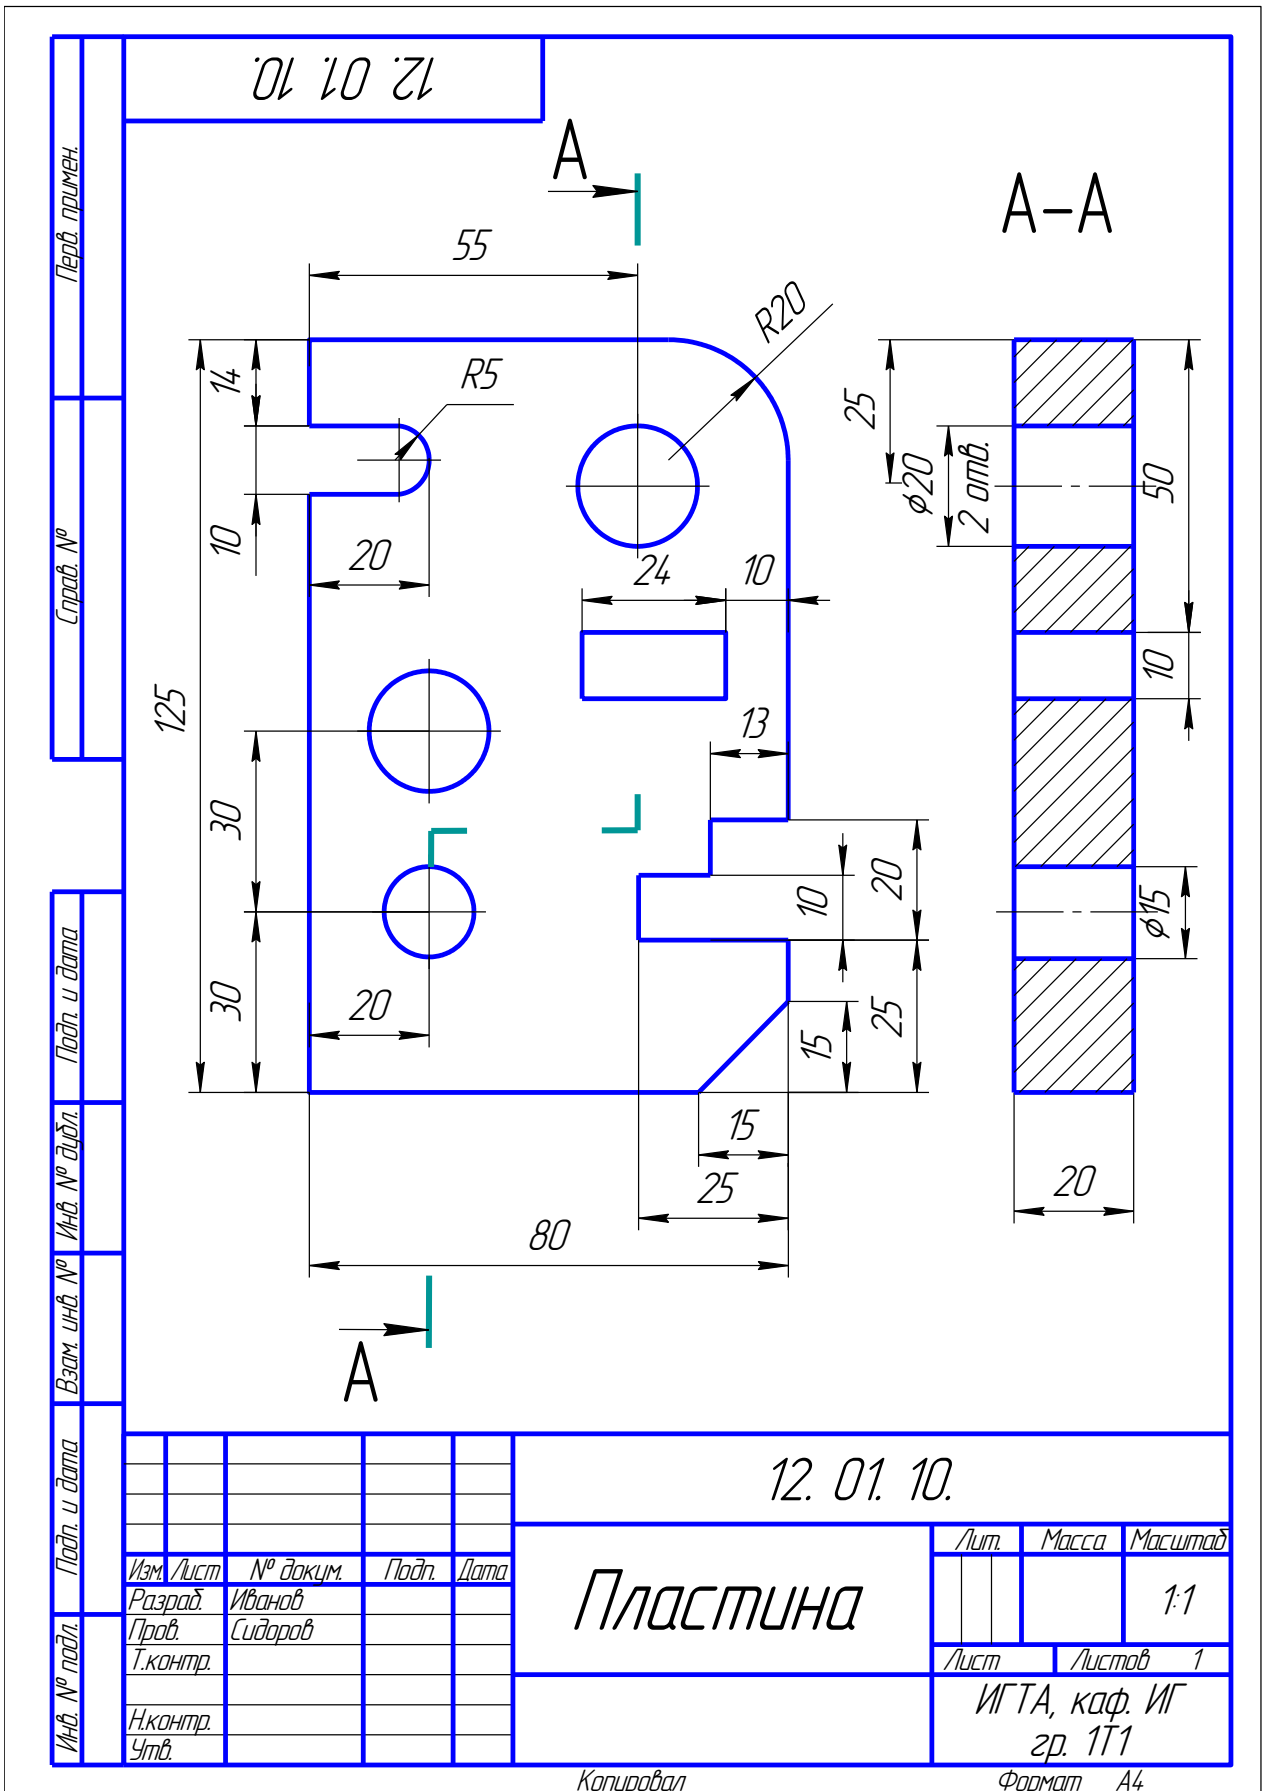 12. 01. 10.
Перв. примен.
Справ. №
Подп. и дата
Инв. № дубл.
Взам. инв. №
Подп. и дата
Инв. № подл.
А
А-А
55
R20
14
R5
25
10
20
24
10
⌀20
2 отв.
50
10
125
13
30
10
20
⌀15
30
20
15
25
15
25
80
20
А
12. 01. 10.
Изм. Лист № докум. Подп. Дата
Разраб. Иванов
Пров. Сидоров
Т.контр.
Н.контр.
Утв.
Пластина
Лит. Масса Масштаб
1:1
Лист Листов 1
ИГТА, каф. ИГ
гр. 1Т1
Копировал Формат А4